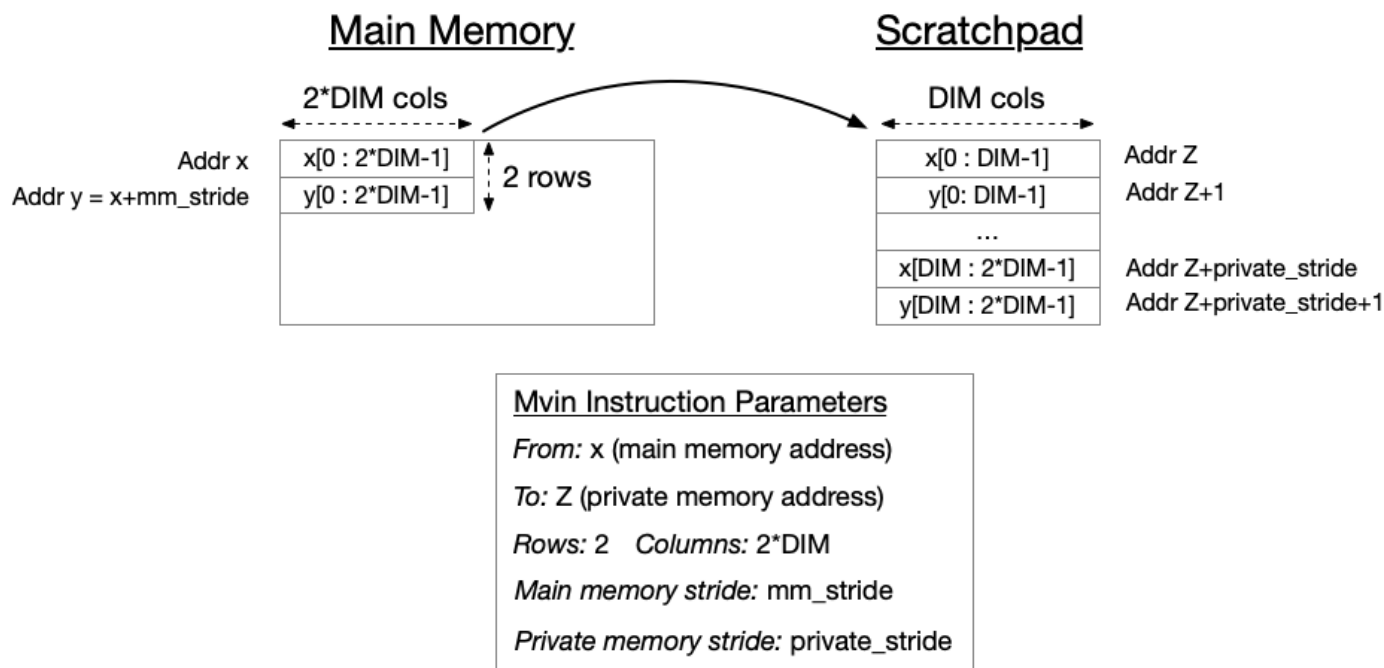 Main Memory
Scratchpad
2*DIM cols
DIM cols
Addr x
x[0 : 2*DIM-1]
2 rows
x[0 : DIM-1]
Addr Z
Addr y = x+mm_stride
y[0 : 2*DIM-1]
y[0: DIM-1]
Addr Z+1
...
x[DIM : 2*DIM-1]
Addr Z+private_stride
y[DIM : 2*DIM-1]
Addr Z+private_stride+1
Mvin Instruction Parameters
From: x (main memory address)
To: Z (private memory address)
Rows: 2 Columns: 2*DIM
Main memory stride: mm_stride
Private memory stride: private_stride